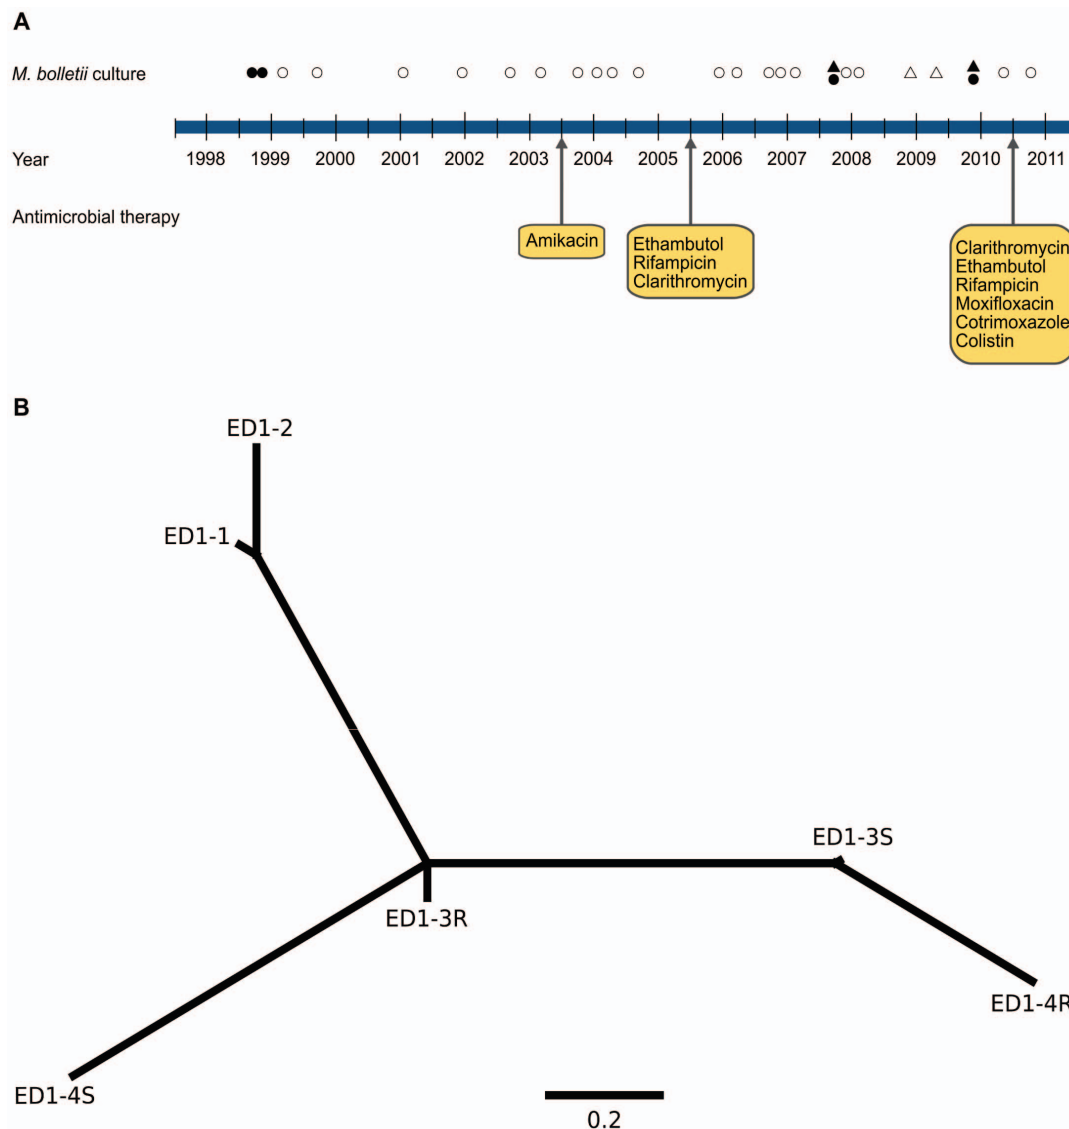 A
M. bolletii culture
Year
1998 1999 2000 2001 2002 2003 2004 2005 2006 2007 2008 2009 2010 2011
Antimicrobial therapy
Amikacin
Ethambutol
Rifampicin
Clarithromycin
Clarithromycin
Ethambutol
Rifampicin
Moxifloxacin
Cotrimoxazole
Colistin
B
ED1-2
ED1-1
ED1-3S
ED1-3R
ED1-4R
ED1-4S
0.2